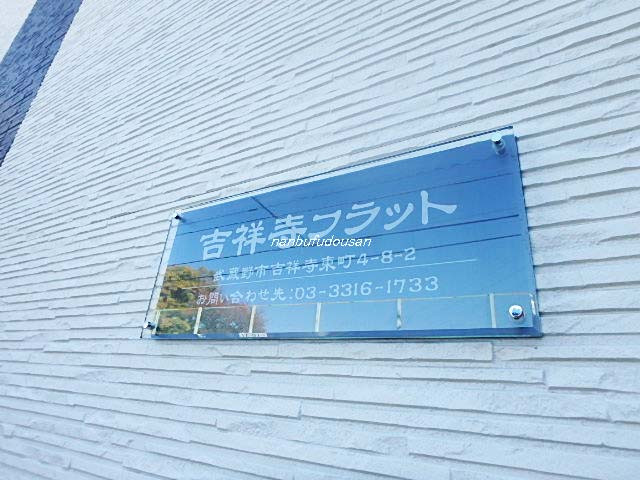 吉祥寺フラット
nanbufudousan
武蔵野市吉祥寺東町4-8-2
お問い合わせ先:03-3316-1733